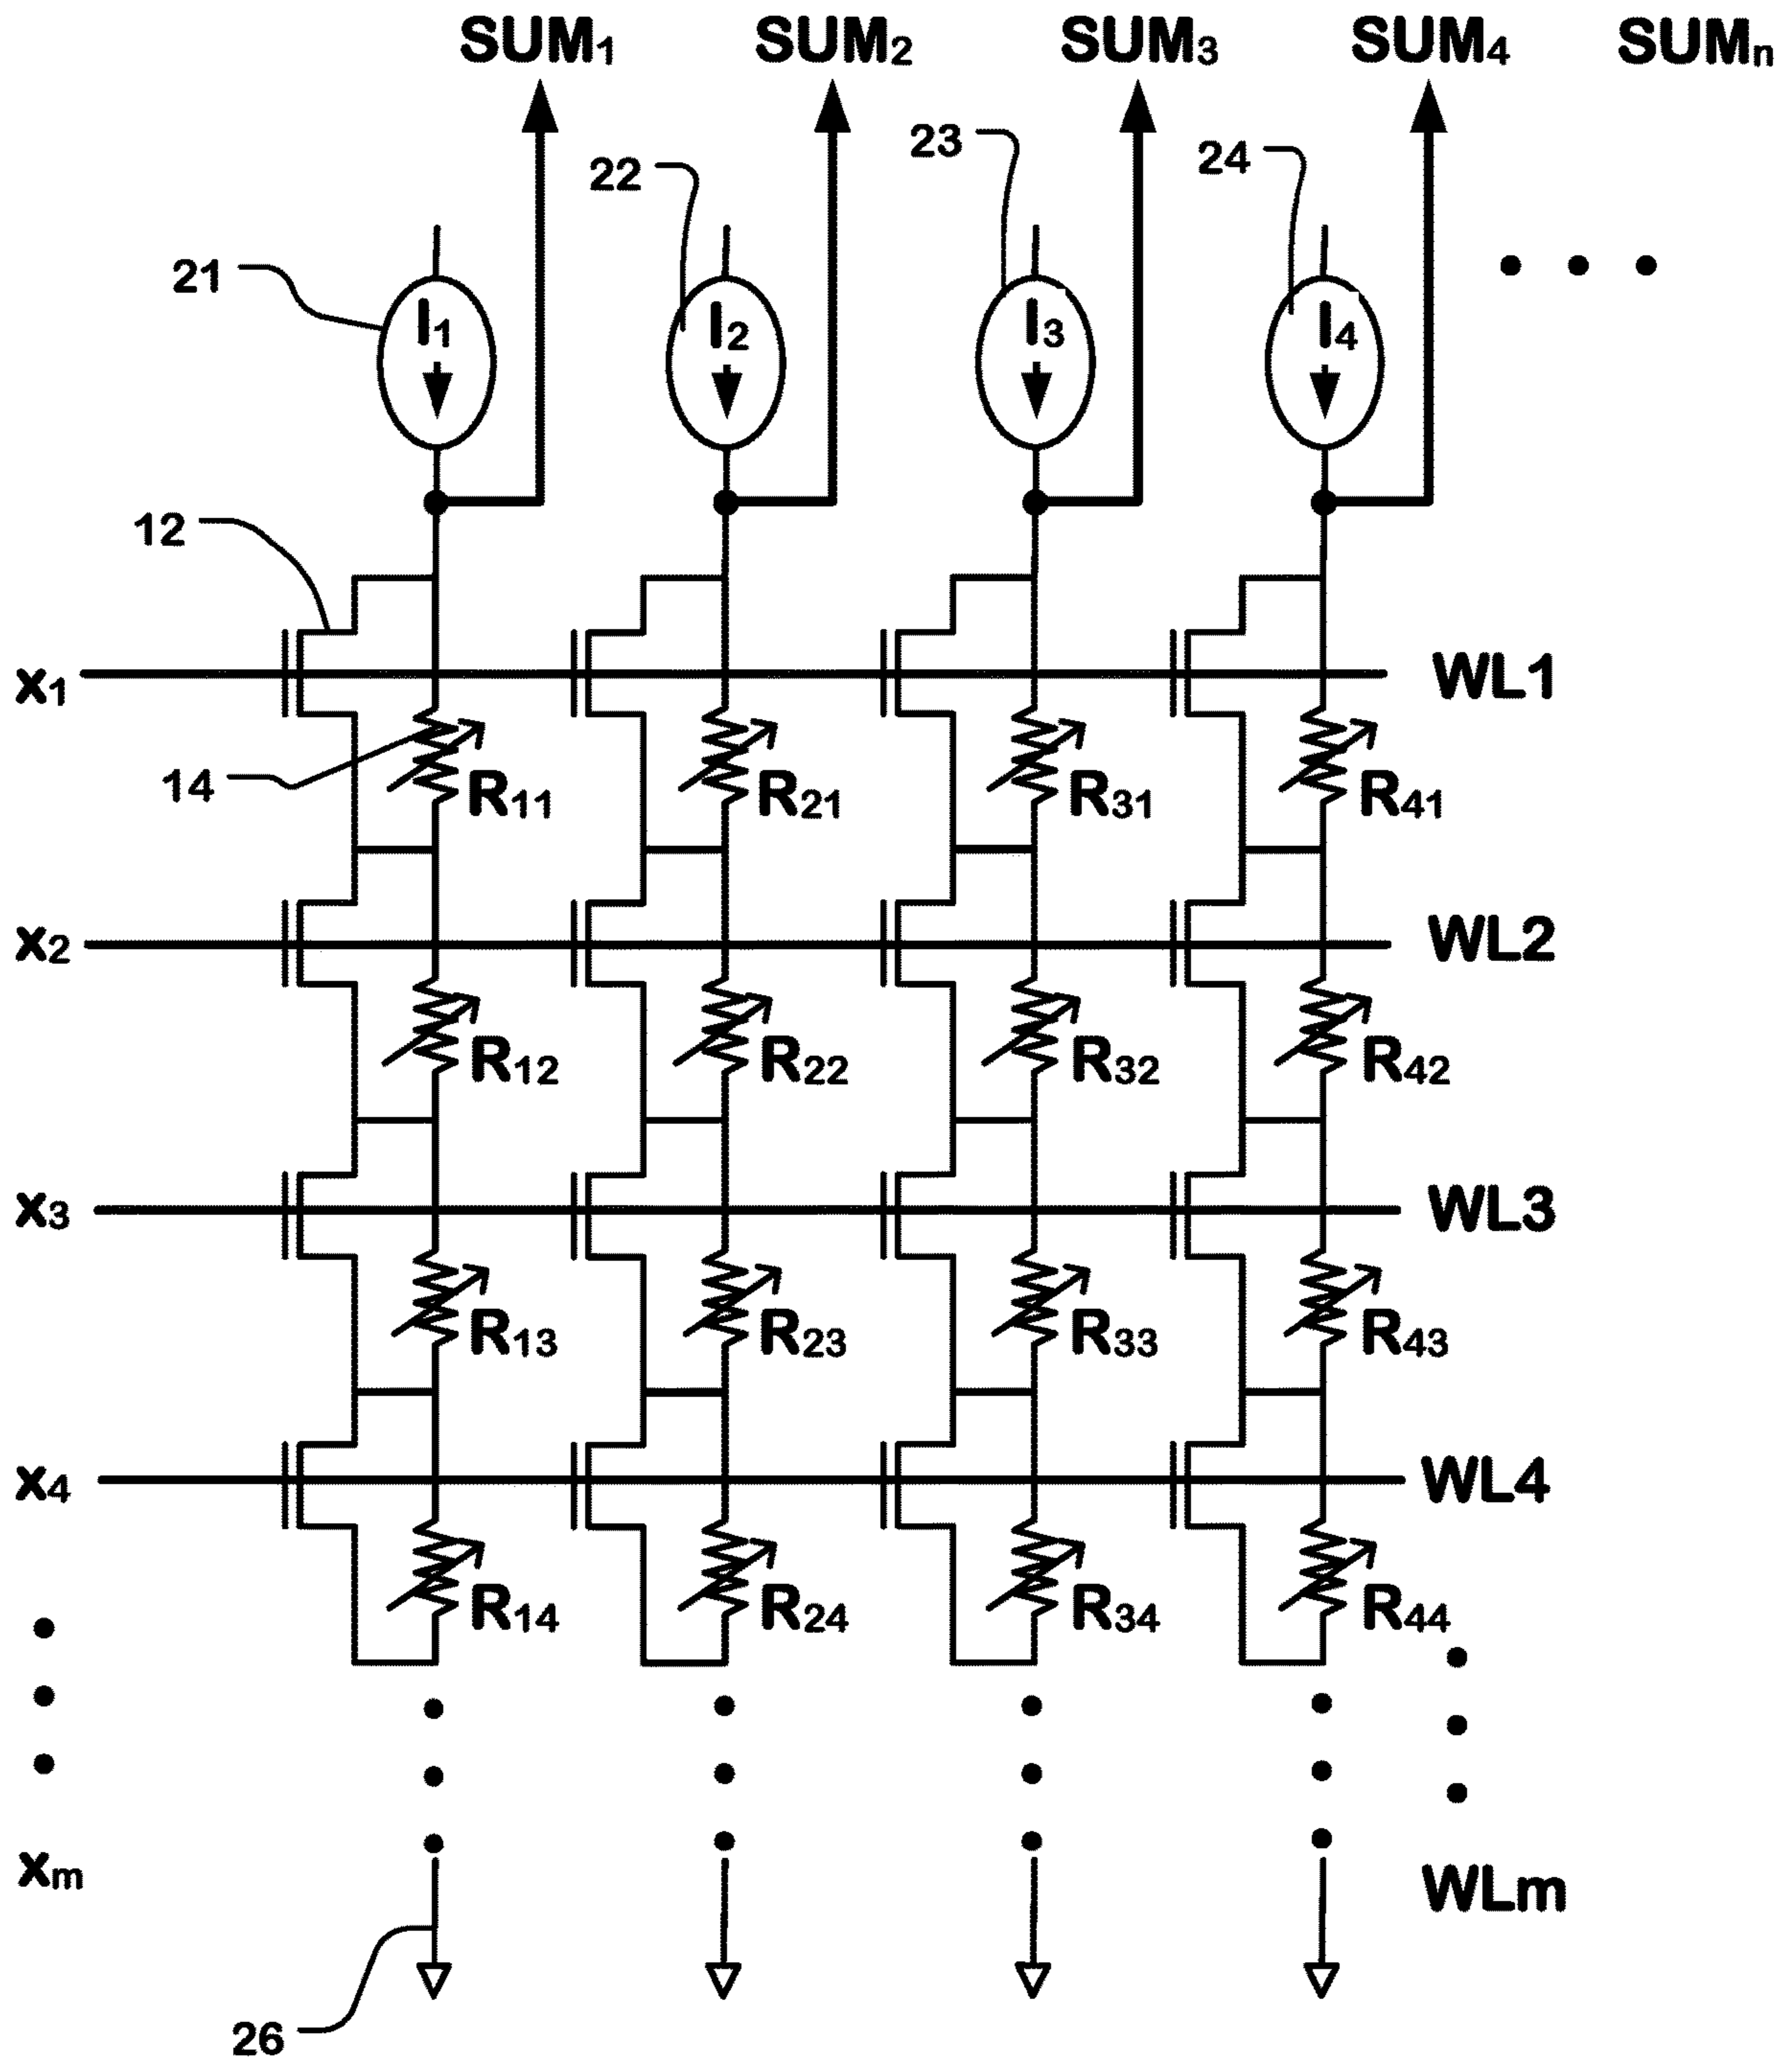 SUM1 SUM2 SUM3 SUM4 SUMn
23
22 24
21
I1 I2 I3 I4
12
x1 WL1
14 R11 R21 R31 R41
x2 WL2
R12 R22 R32 R42
x3 WL3
R13 R23 R33 R43
x4 WL4
R14 R24 R34 R44
xm WLm
26